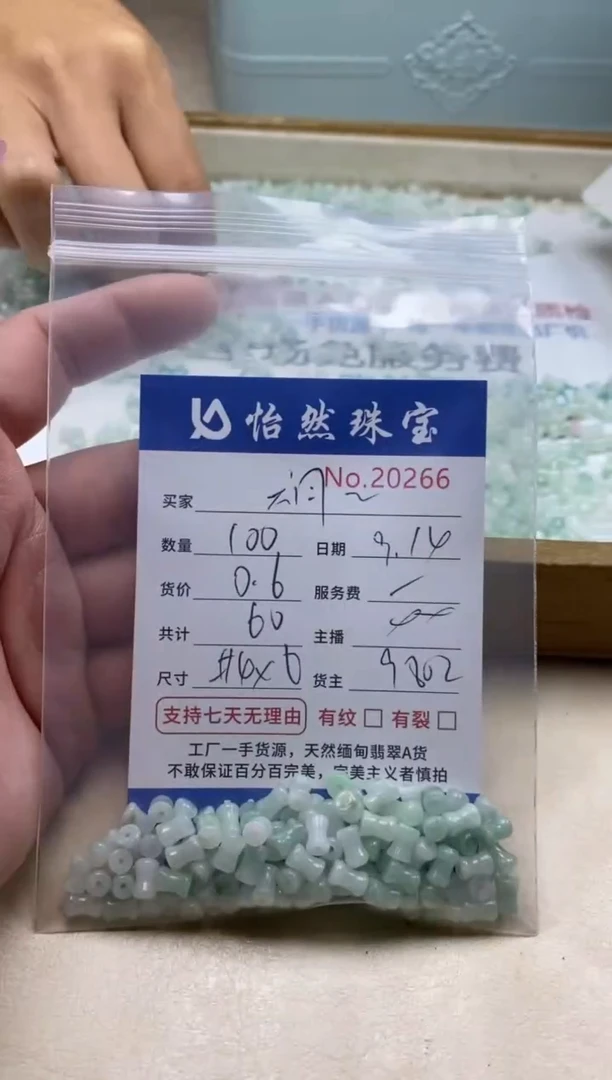 怡然珠宝
No.20266
买家
数量 100 日期 9.14
货价 0.6 服务费
共计 60 主播
尺寸 货主 9802
支持七天无理由 有纹 □ 有裂 □
工厂一手货源，天然缅甸翡翠A货
不敢保证百分百完美，完美主义者慎拍